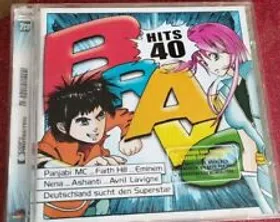 BRAVO
HITS
40
Panjabi MC .. Faith Hill .. Eminem
Nena .. Ashanti .. Avril Lavigne
Deutschland sucht den Superstar